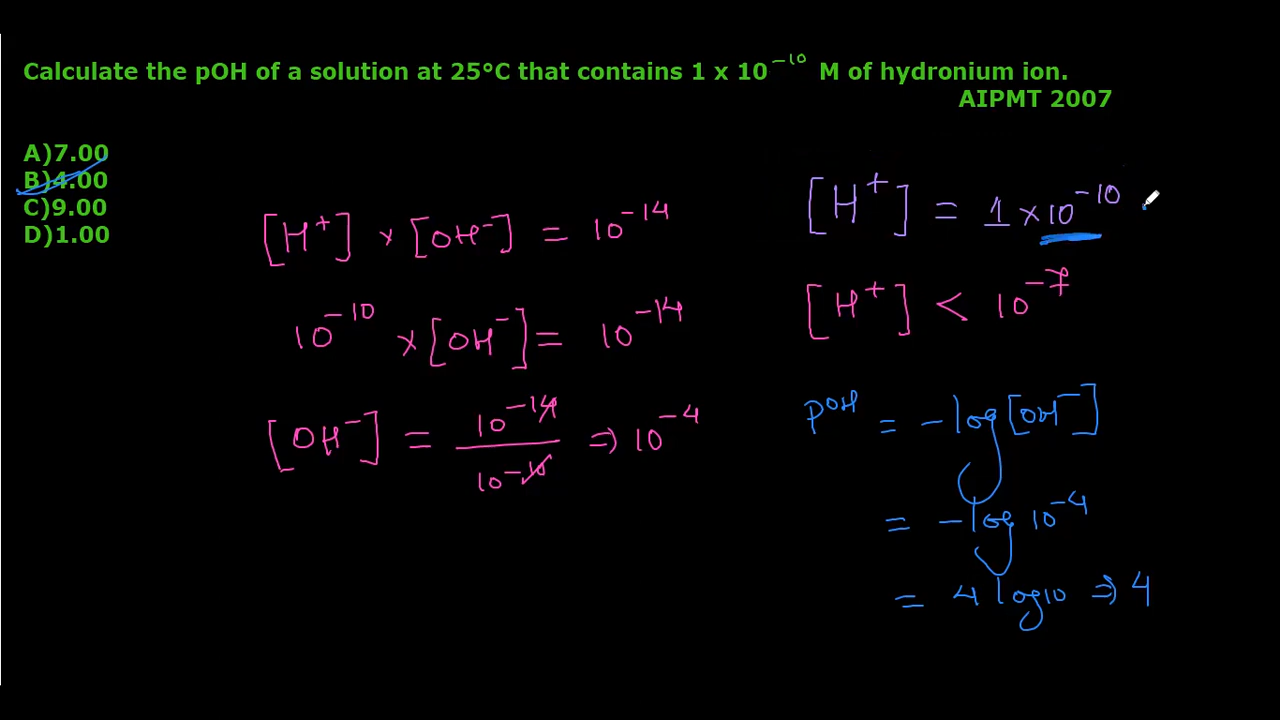 Calculate the pOH of a solution at 25°C that contains 1 x 10⁻¹⁰ M of hydronium ion.
AIPMT 2007
A)7.00
B)4.00
C)9.00
D)1.00
[H⁺] × [OH⁻] = 10⁻¹⁴
10⁻¹⁰ × [OH⁻] = 10⁻¹⁴
[OH⁻] = 10⁻¹⁴ / 10⁻¹⁰ ⇒ 10⁻⁴
[H⁺] = 1 × 10⁻¹⁰
[H⁺] < 10⁻⁷
pOH = - log [OH⁻]
= - log 10⁻⁴
= 4 log 10 ⇒ 4